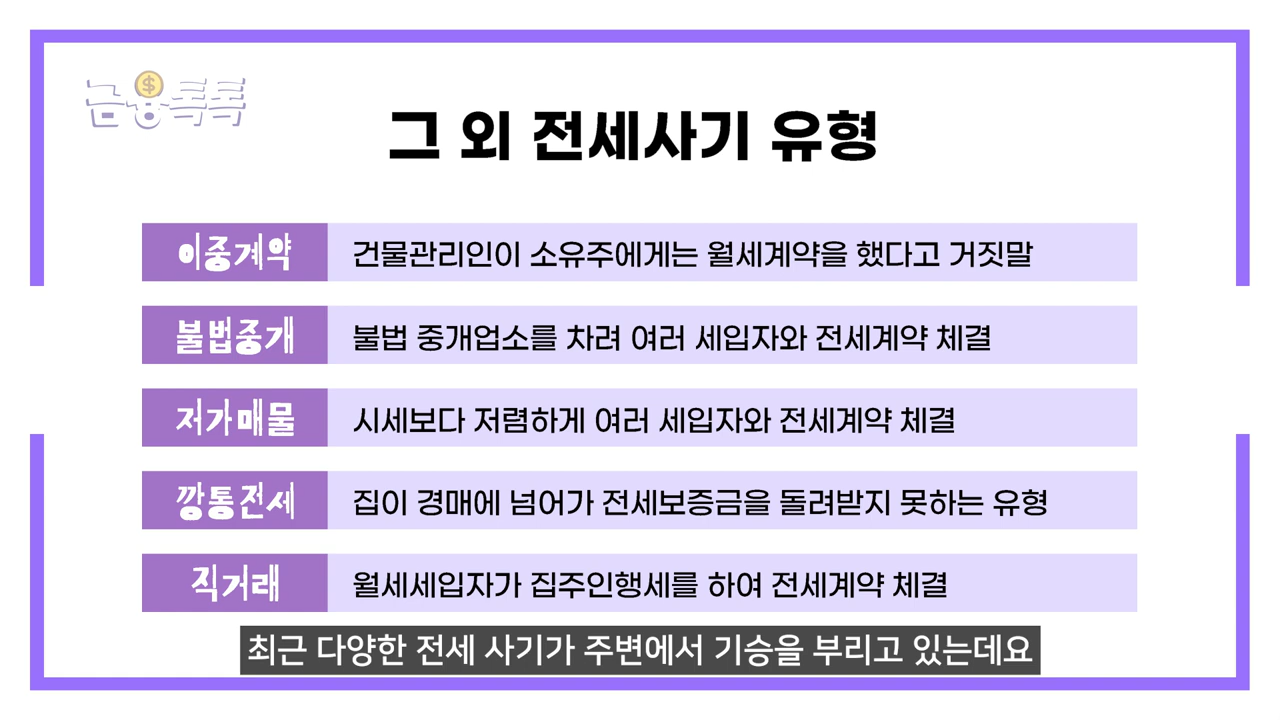 금융톡톡
그 외 전세사기 유형
이중계약 건물관리인이 소유주에게는 월세계약을 했다고 거짓말
불법중개 불법 중개업소를 차려 여러 세입자와 전세계약 체결
저가매물 시세보다 저렴하게 여러 세입자와 전세계약 체결
깡통전세 집이 경매에 넘어가 전세보증금을 돌려받지 못하는 유형
직거래 월세세입자가 집주인행세를 하여 전세계약 체결
최근 다양한 전세 사기가 주변에서 기승을 부리고 있는데요